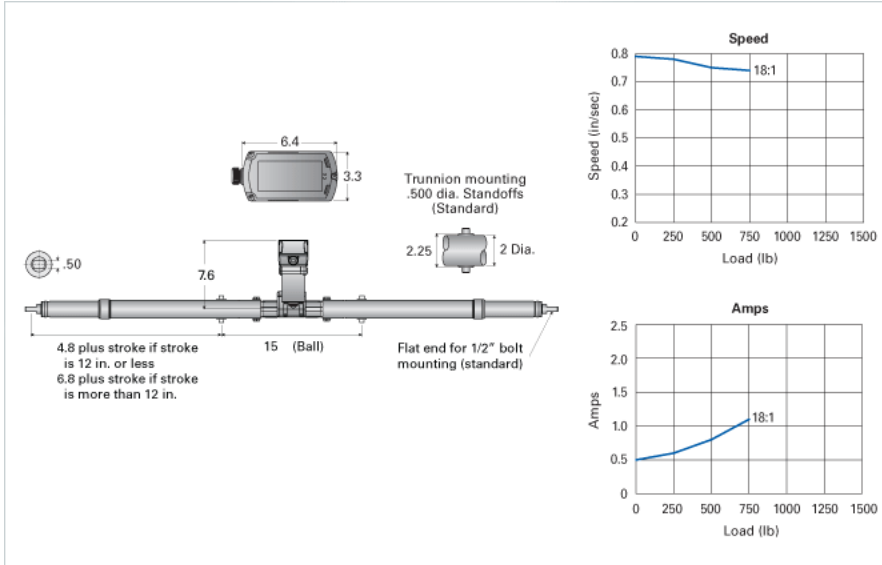 6.4
3.3
Trunnion mounting
.500 dia. Standoffs
(Standard)
2.25
2 Dia.
.50
7.6
15 (Ball)
4.8 plus stroke if stroke
is 12 in. or less
6.8 plus stroke if stroke
is more than 12 in.
Flat end for 1/2" bolt
mounting (standard)
Speed
Speed (in/sec)
0.8
0.7
0.6
0.5
0.4
0.3
0.2
18:1
0 250 500 750 1000 1250 1500
Load (lb)
Amps
Amps
2.5
2.0
1.5
1.0
0.5
0
18:1
0 250 500 750 1000 1250 1500
Load (lb)